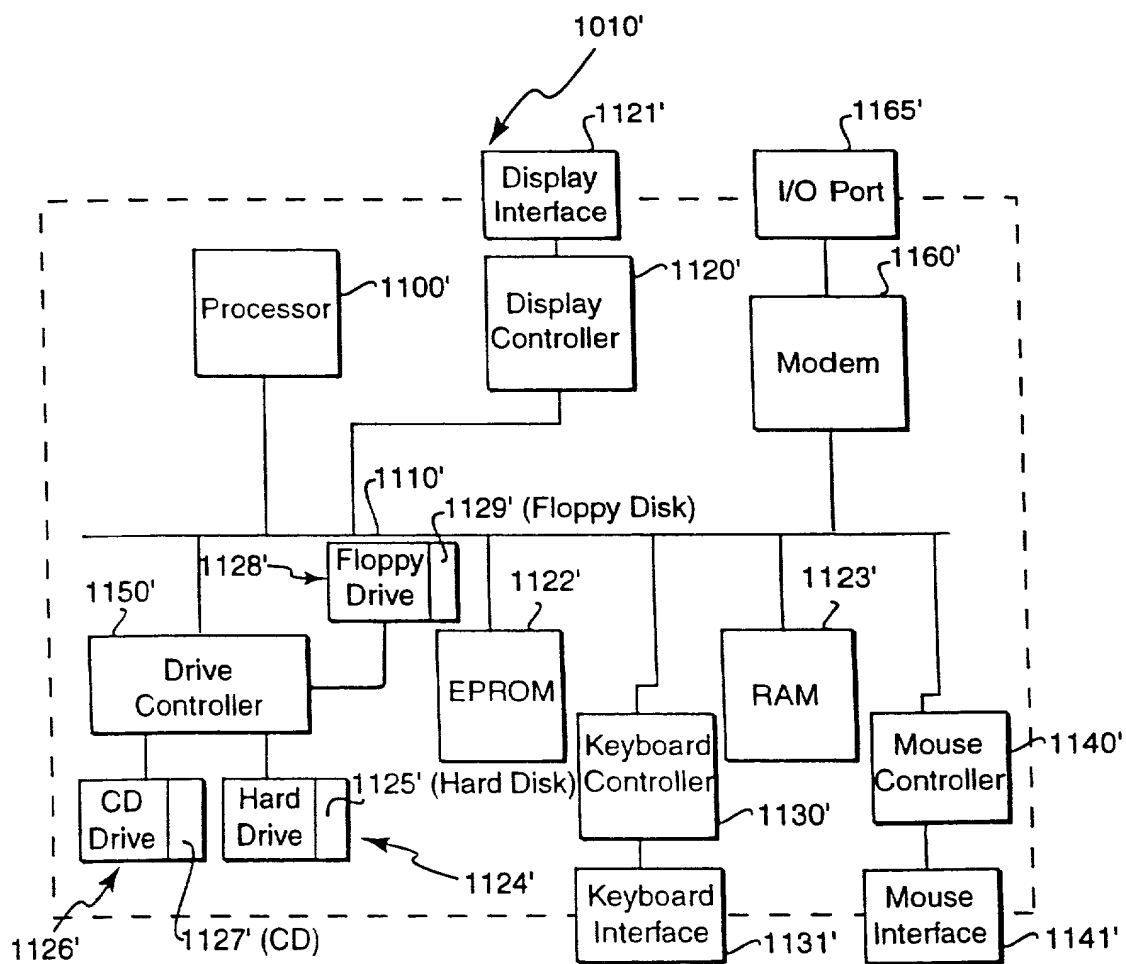 1010'
1121'
1165'
Display
Interface
I/O Port
1120'
1160'
1100'
Processor
Display
Controller
Modem
1110'
1129' (Floppy Disk)
1128'
Floppy
Drive
1122'
1123'
1150'
Drive
Controller
EPROM
RAM
Keyboard
Controller
Mouse
Controller
1140'
CD
Drive
Hard
Drive
1125' (Hard Disk)
1130'
1124'
Keyboard
Interface
Mouse
Interface
1126'
1127' (CD)
1131'
1141'